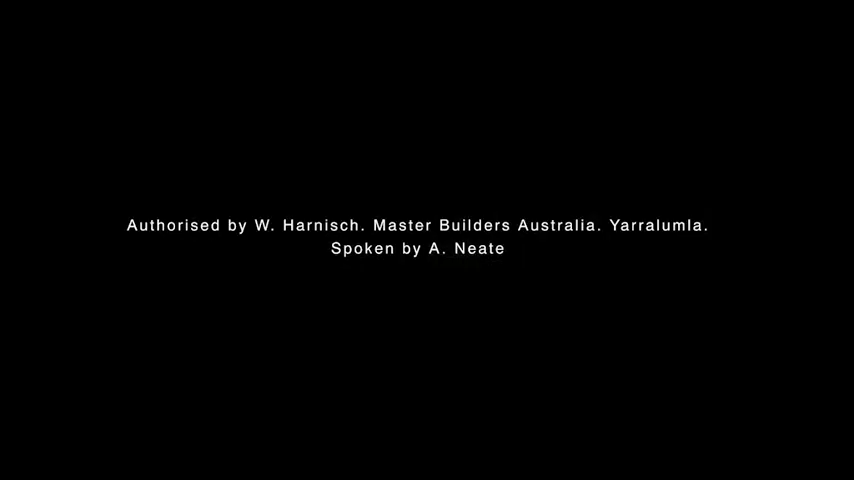 Authorised by W. Harnisch. Master Builders Australia. Yarralumla.
Spoken by A. Neate